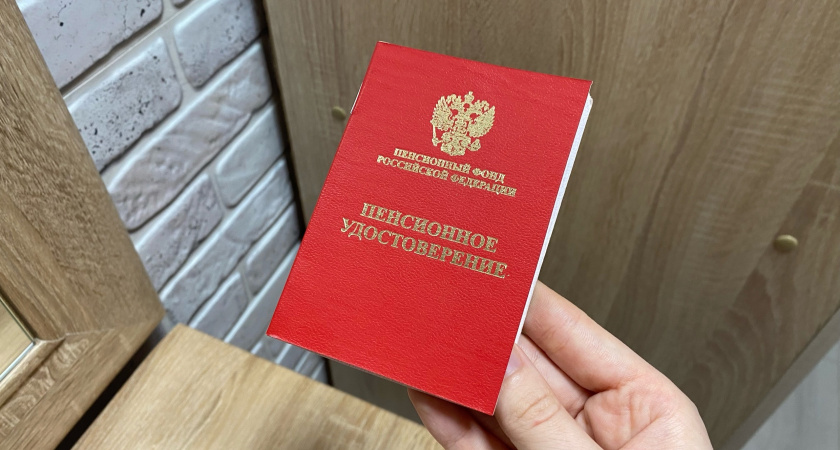 ПЕНСИОННЫЙ ФОНД
РОССИЙСКОЙ ФЕДЕРАЦИИ
ПЕНСИОННОЕ
УДОСТОВЕРЕНИЕ